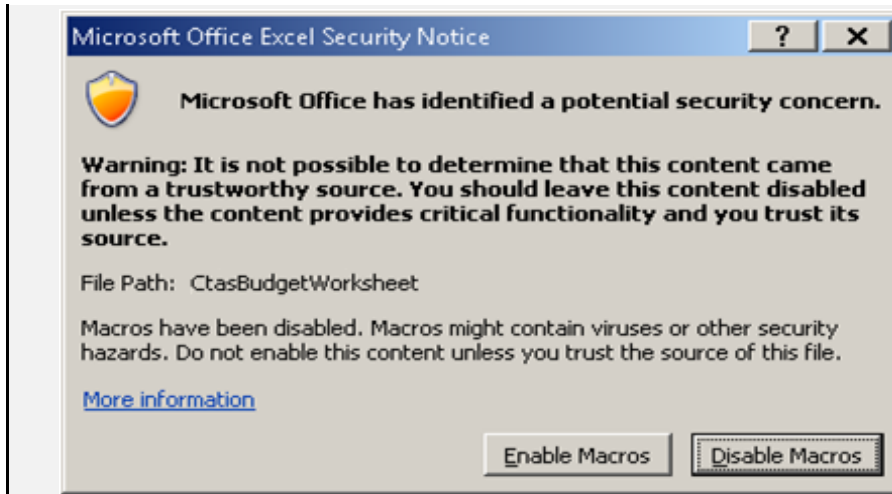 Microsoft Office Excel Security Notice
Microsoft Office has identified a potential security concern.
Warning: It is not possible to determine that this content came
from a trustworthy source. You should leave this content disabled
unless the content provides critical functionality and you trust its
source.
File Path: CtasBudgetWorksheet
Macros have been disabled. Macros might contain viruses or other security
hazards. Do not enable this content unless you trust the source of this file.
More information
Enable Macros Disable Macros